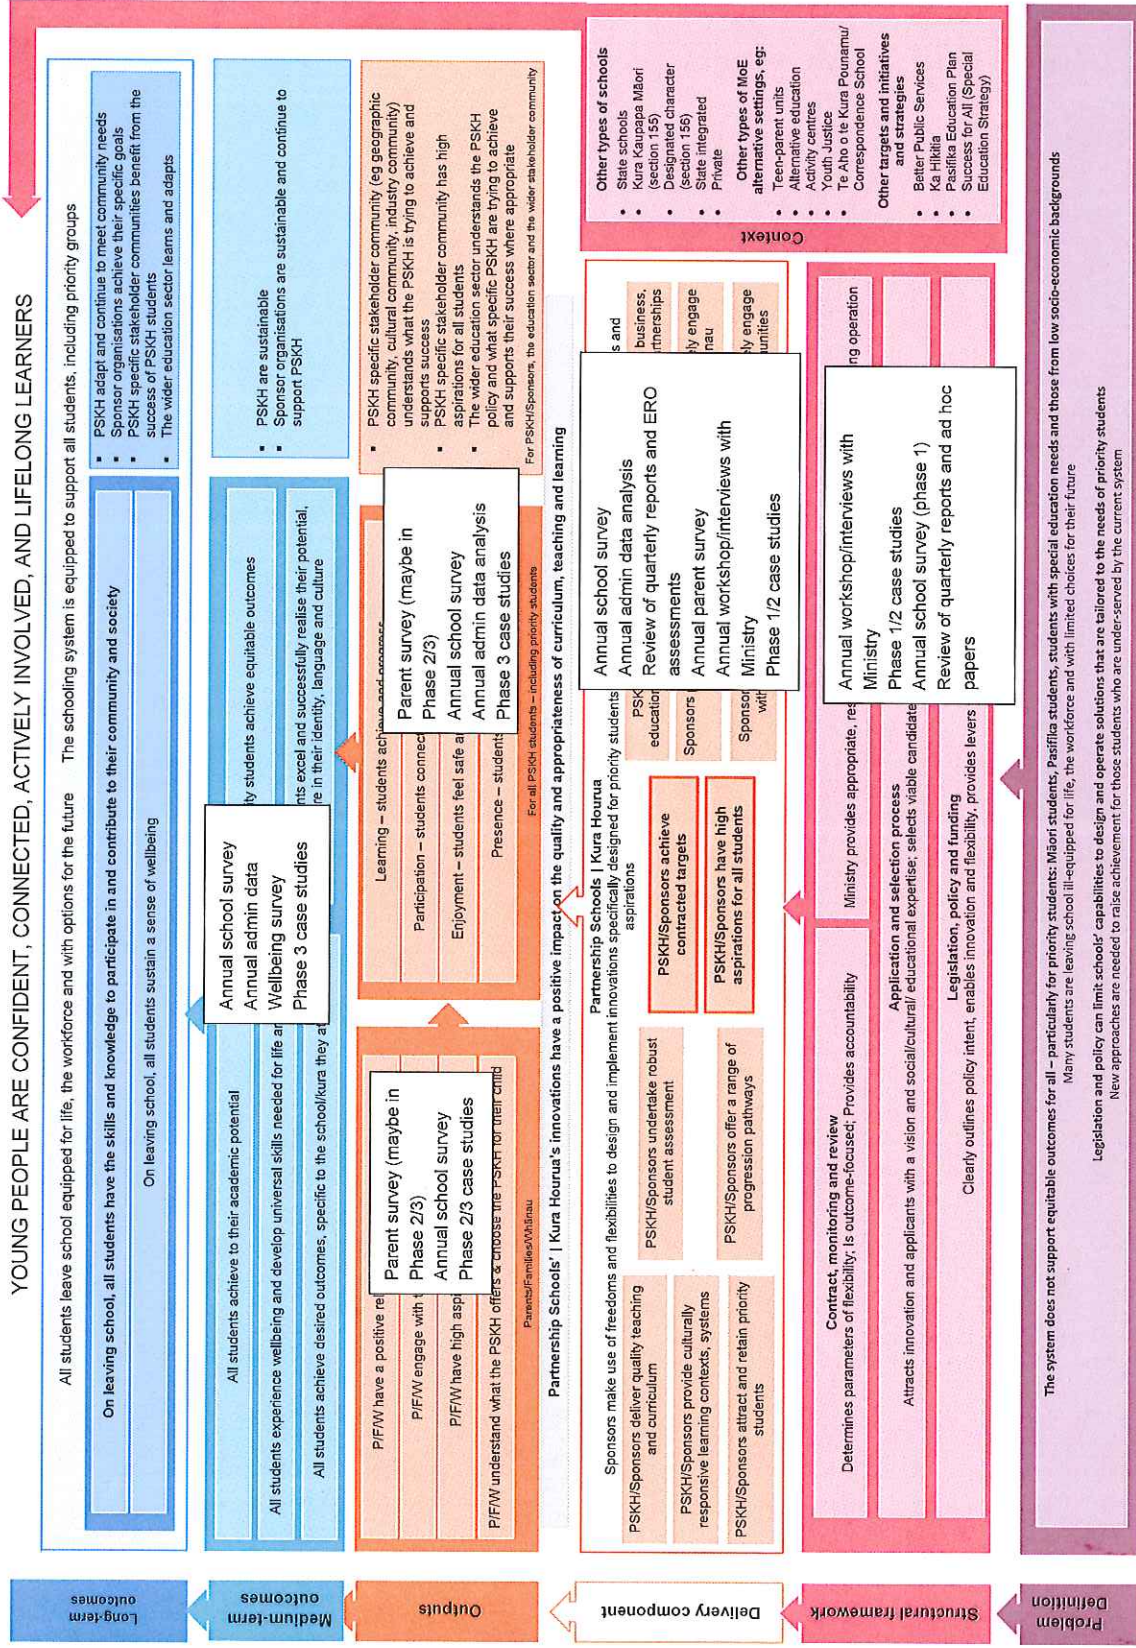 YOUNG PEOPLE ARE CONFIDENT, CONNECTED, ACTIVELY INVOLVED, AND LIFELONG LEARNERS
Long-term
outcomes
All students leave school equipped for life, the workforce and with options for the future
The schooling system is equipped to support all students, including priority groups
On leaving school, all students have the skills and knowledge to participate in and contribute to their community and society
On leaving school, all students sustain a sense of wellbeing
▪ PSKH adapt and continue to meet community needs
▪ Sponsor organisations achieve their specific goals
▪ PSKH specific stakeholder communities benefit from the
success of PSKH students
▪ The wider education sector learns and adapts
Medium-term
outcomes
All students achieve to their academic potential
All students experience wellbeing and develop universal skills needed for life
All students achieve desired outcomes, specific to the school/kura they
Annual school survey
Annual admin data
Wellbeing survey
Phase 3 case studies
students achieve equitable outcomes
excel and successfully realise their potential,
in their identity, language and culture
▪ PSKH are sustainable
▪ Sponsor organisations are sustainable and continue to
support PSKH
Outputs
P/F/W have a positive
P/F/W engage with
P/F/W have high
P/F/W understand what the PSKH offers & choose the PSKH for their child
Parents/Families/Whānau
Parent survey (maybe in
Phase 2/3)
Annual school survey
Phase 2/3 case studies
Learning – students achieve and progress
Participation – students connect
Enjoyment – students feel safe
Presence – students
For all PSKH students – including priority students
Parent survey (maybe in
Phase 2/3)
Annual school survey
Annual admin data analysis
Phase 3 case studies
▪ PSKH specific stakeholder community (eg geographic
community, cultural community, industry community)
understands what the PSKH is trying to achieve and
supports success
▪ PSKH specific stakeholder community has high
aspirations for all students
▪ The wider education sector understands the PSKH
policy and what specific PSKH are trying to achieve
and supports their success where appropriate
For PSKH/Sponsors, the education sector and the wider stakeholder community
Partnership Schools' | Kura Hourua's innovations have a positive impact on the quality and appropriateness of curriculum, teaching and learning
Delivery component
Partnership Schools | Kura Hourua
Sponsors make use of freedoms and flexibilities to design and implement innovations specifically designed for priority students
and
aspirations
PSKH/Sponsors deliver quality teaching
and curriculum
PSKH/Sponsors provide culturally
responsive learning contexts, systems
PSKH/Sponsors attract and retain priority
students
PSKH/Sponsors undertake robust
student assessment
PSKH/Sponsors offer a range of
progression pathways
PSKH/Sponsors achieve
contracted targets
PSKH/Sponsors have high
aspirations for all students
education
business,
Sponsors
engage
with
engage
Annual school survey
Annual admin data analysis
Review of quarterly reports and ERO
assessments
Annual parent survey
Annual workshop/interviews with
Ministry
Phase 1/2 case studies
Structural framework
Contract, monitoring and review
Determines parameters of flexibility; Is outcome-focused; Provides accountability
Ministry provides appropriate,
operation
Application and selection process
Attracts innovation and applicants with a vision and social/cultural/ educational expertise; selects viable
Legislation, policy and funding
Clearly outlines policy intent, enables innovation and flexibility, provides levers
Annual workshop/interviews with
Ministry
Phase 1/2 case studies
Annual school survey (phase 1)
Review of quarterly reports and ad hoc
papers
Context
Other types of schools
• State schools
• Kura Kaupapa Māori
(section 155)
• Designated character
(section 156)
• State integrated
• Private
Other types of MoE
alternative settings, eg:
• Teen-parent units
• Alternative education
• Activity centres
• Youth Justice
• Te Aho o te Kura Pounamu/
Correspondence School
Other targets and initiatives
and strategies
• Better Public Services
• Ka Hikitia
• Pasifika Education Plan
• Success for All (Special
Education Strategy)
Problem
Definition
The system does not support equitable outcomes for all – particularly for priority students: Māori students, Pasifika students, students with special education needs and those from low socio-economic backgrounds
Many students are leaving school ill-equipped for life, the workforce and with limited choices for their future
Legislation and policy can limit schools' capabilities to design and operate solutions that are tailored to the needs of priority students
New approaches are needed to raise achievement for those students who are under-served by the current system